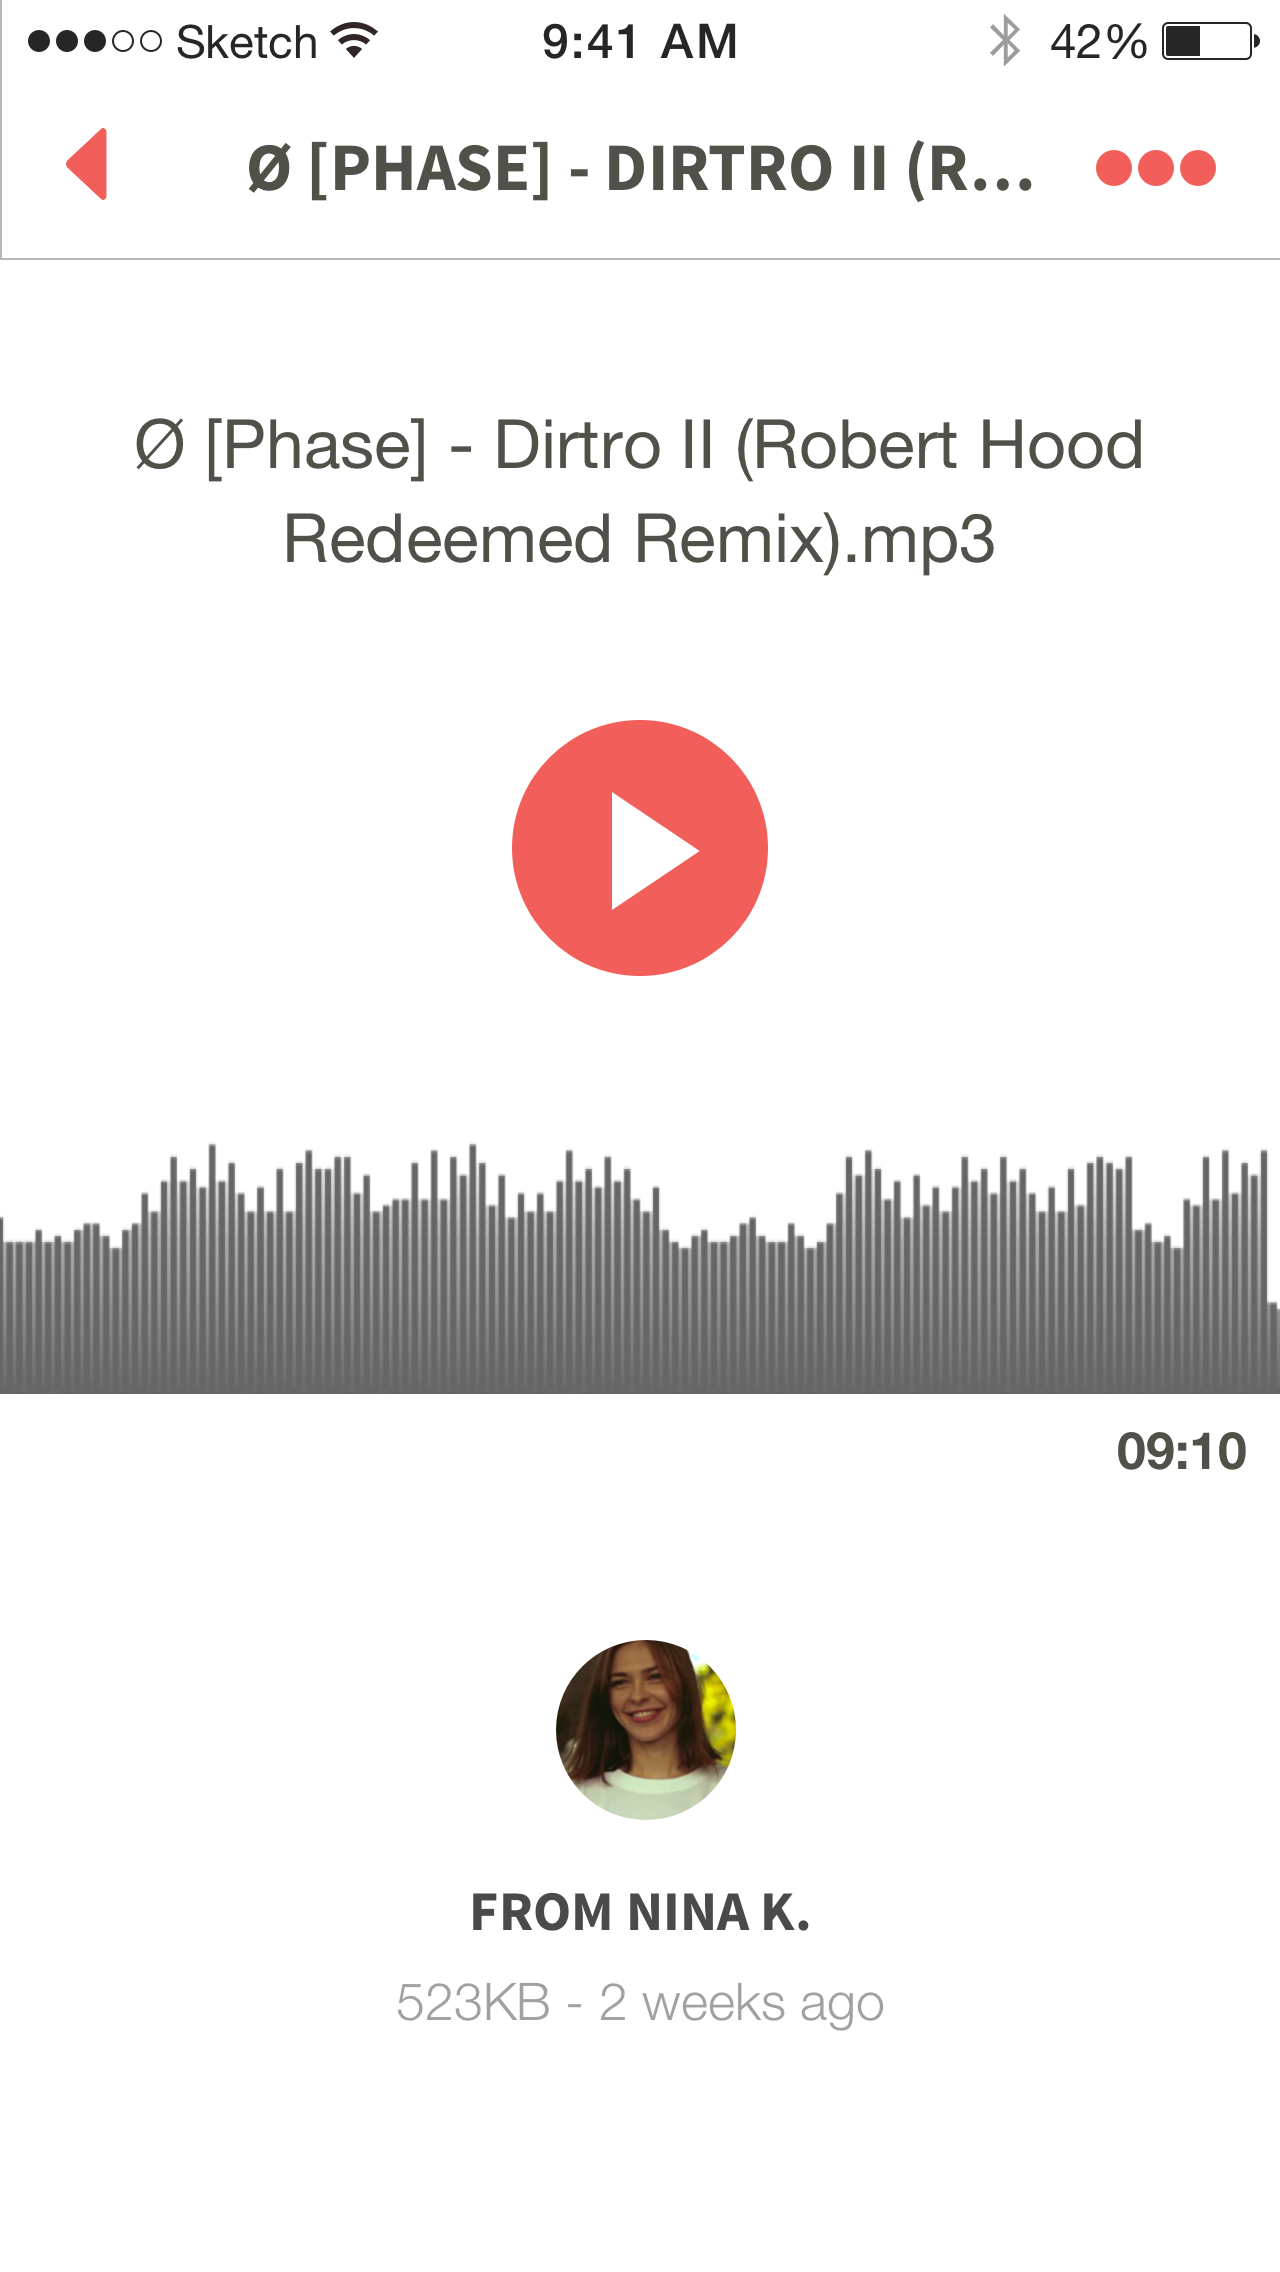 Sketch 9:41 AM 42%
Ø [PHASE] - DIRTRO II (R...
Ø [Phase] - Dirtro II (Robert Hood
Redeemed Remix).mp3
09:10
FROM NINA K.
523KB - 2 weeks ago